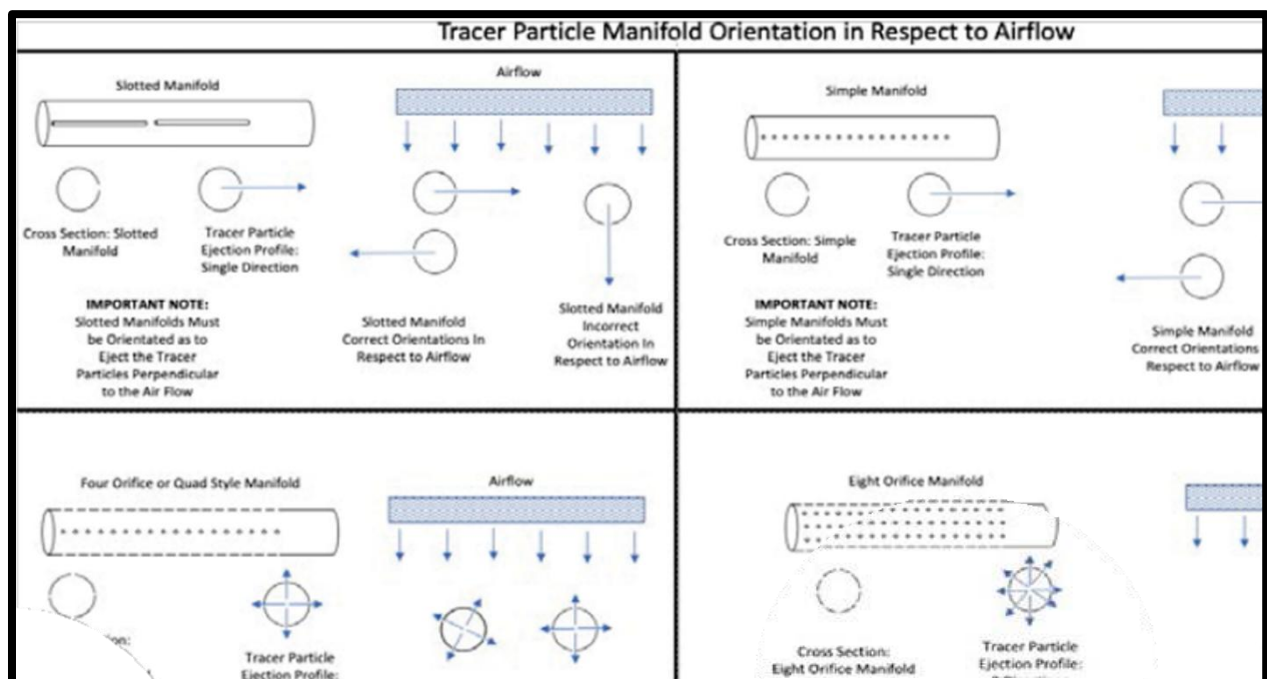 Tracer Particle Manifold Orientation in Respect to Airflow
Slotted Manifold
Airflow
Cross Section: Slotted
Manifold
Tracer Particle
Ejection Profile:
Single Direction
IMPORTANT NOTE:
Slotted Manifolds Must
be Orientated as to
Eject the Tracer
Particles Perpendicular
to the Air Flow
Slotted Manifold
Correct Orientations In
Respect to Airflow
Slotted Manifold
Incorrect
Orientation In
Respect to Airflow
Simple Manifold
Cross Section: Simple
Manifold
Tracer Particle
Ejection Profile:
Single Direction
IMPORTANT NOTE:
Simple Manifolds Must
be Orientated as to
Eject the Tracer
Particles Perpendicular
to the Air Flow
Simple Manifold
Correct Orientations
Respect to Airflow
Four Orifice or Quad Style Manifold
Airflow
Tracer Particle
Ejection Profile:
Eight Orifice Manifold
Cross Section:
Eight Orifice Manifold
Tracer Particle
Ejection Profile: